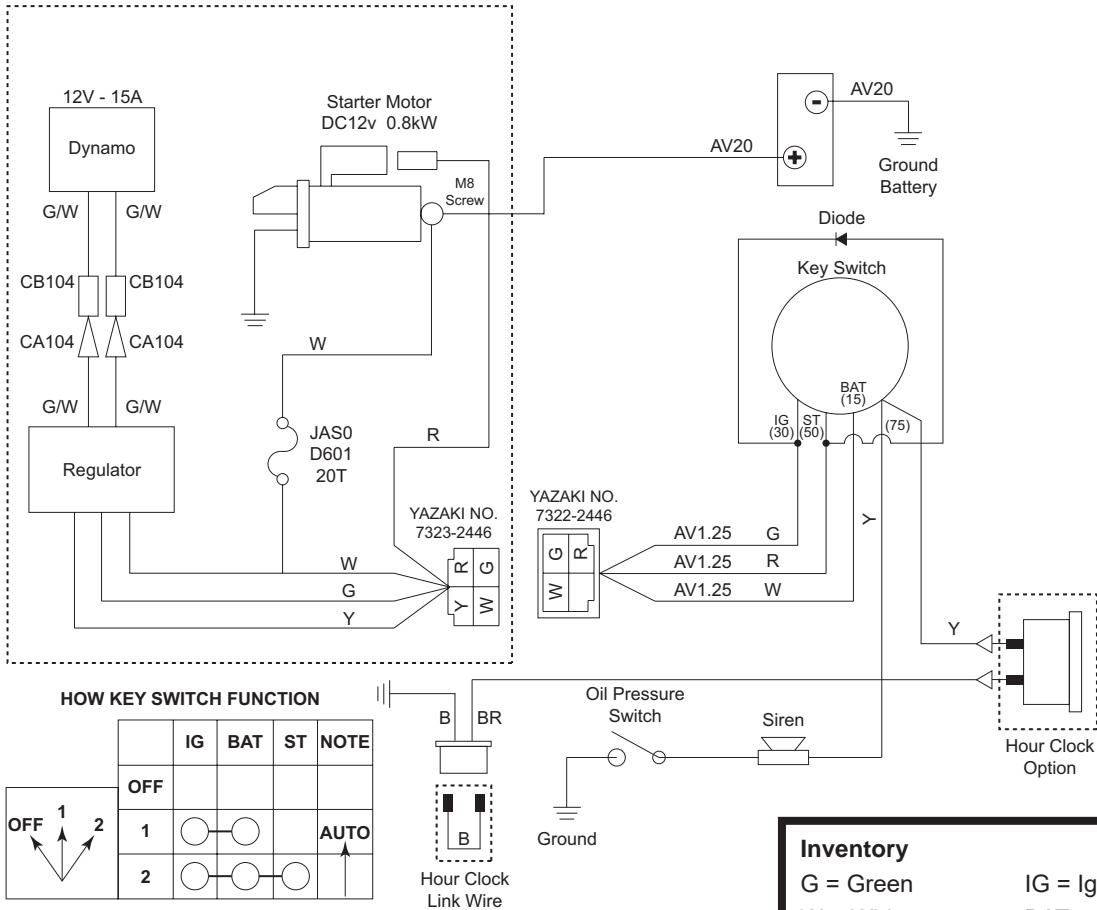 12V - 15A
Dynamo
G/W
G/W
CB104
CB104
CA104
CA104
G/W
G/W
Regulator
Starter Motor
DC12v 0.8kW
M8
Screw
W
JAS0
D601
20T
R
YAZAKI NO.
7323-2446
W
G
Y
R
G
Y
W
AV20
AV20
-
+
Ground
Battery
Diode
Key Switch
BAT
(15)
IG
(30)
ST
(50)
(75)
YAZAKI NO.
7322-2446
G
R
W
AV1.25 G
AV1.25 R
AV1.25 W
Y
Y
Hour Clock
Option
Oil Pressure
Switch
Siren
Ground
B
BR
B
Hour Clock
Link Wire
HOW KEY SWITCH FUNCTION
IG BAT ST NOTE
OFF
1 AUTO
2
OFF 1 2
Inventory
G = Green IG = Ig